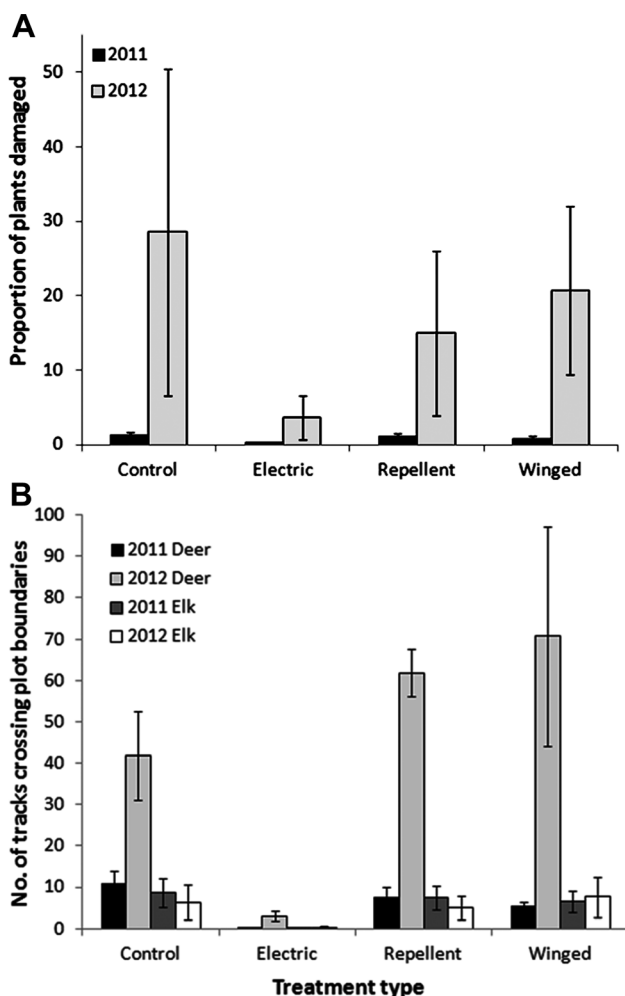 A
2011
2012
Proportion of plants damaged
50
40
30
20
10
0
Control Electric Repellent Winged
B
2011 Deer
2012 Deer
2011 Elk
2012 Elk
No. of tracks crossing plot boundaries
100
90
80
70
60
50
40
30
20
10
0
Control Electric Repellent Winged
Treatment type